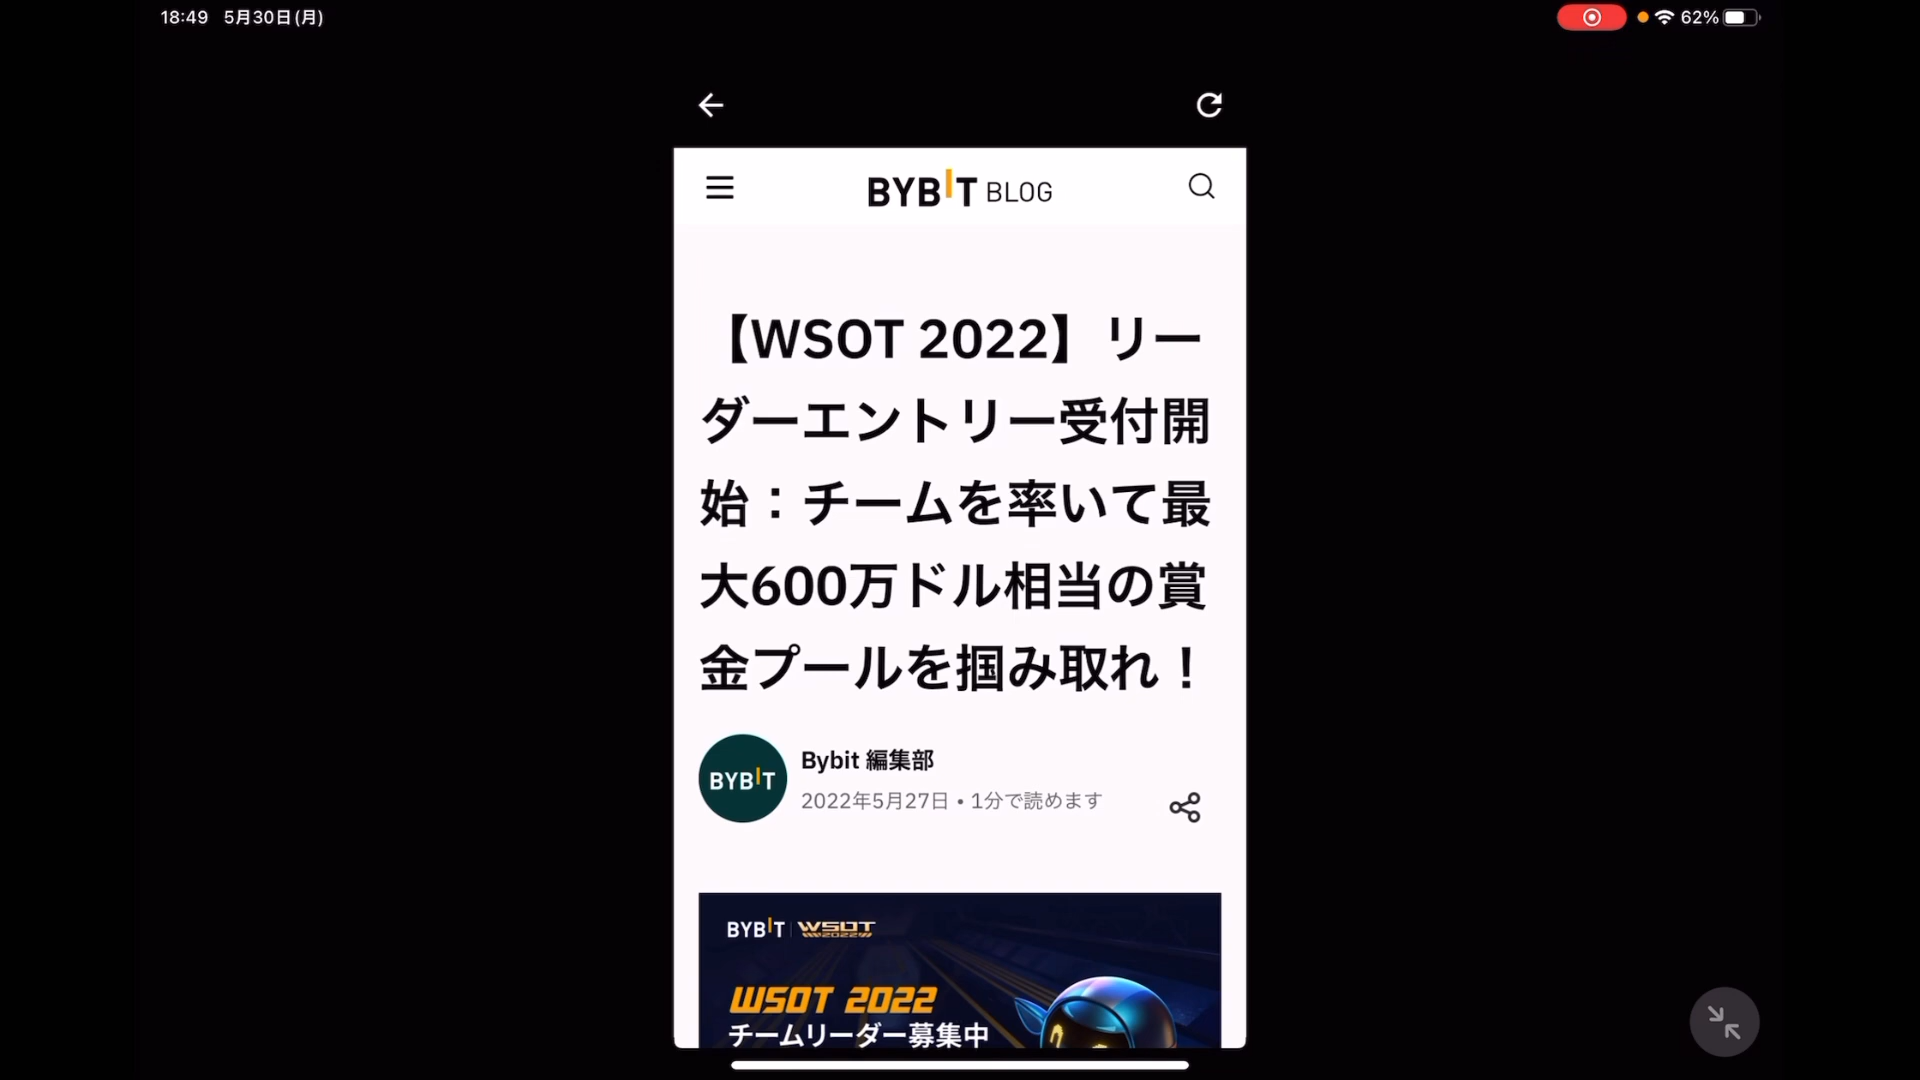 18:49 5月30日(月)
62%
BYBIT BLOG
【WSOT 2022】リー
ダーエントリー受付開
始：チームを率いて最
大600万ドル相当の賞
金プールを掴み取れ！
BYBIT
Bybit 編集部
2022年5月27日 • 1分で読めます
BYBIT WSOT 2022
WSOT 2022
チームリーダー募集中